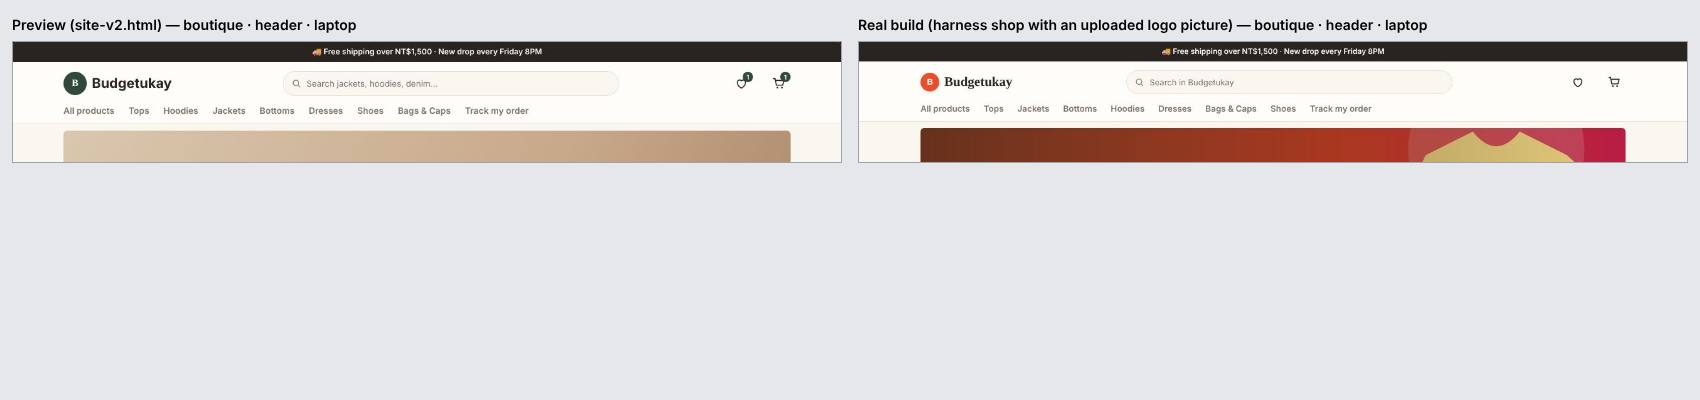 Preview (site-v2.html) — boutique · header · laptop
🚚 Free shipping over NT$1,500 · New drop every Friday 8PM
B Budgetukay
Search jackets, hoodies, denim...
1 1
All products Tops Hoodies Jackets Bottoms Dresses Shoes Bags & Caps Track my order
Real build (harness shop with an uploaded logo picture) — boutique · header · laptop
🚚 Free shipping over NT$1,500 · New drop every Friday 8PM
B Budgetukay
Search in Budgetukay
All products Tops Jackets Bottoms Hoodies Dresses Bags & Caps Shoes Track my order